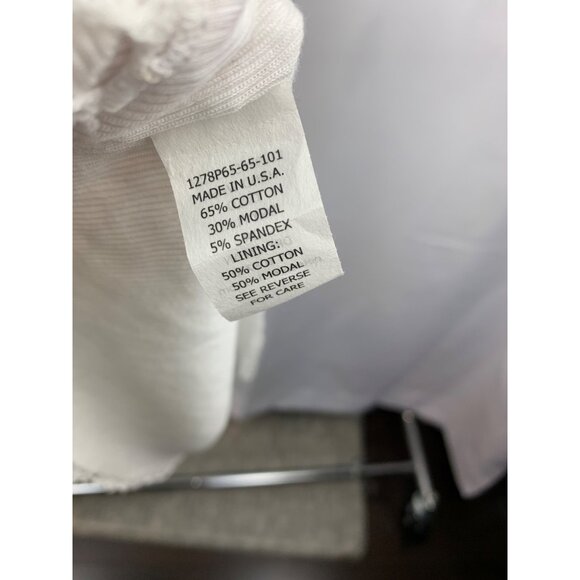 1278P65-65-101
MADE IN U.S.A.
65% COTTON
30% MODAL
5% SPANDEX
LINING:
50% COTTON
50% MODAL
SEE REVERSE
FOR CARE